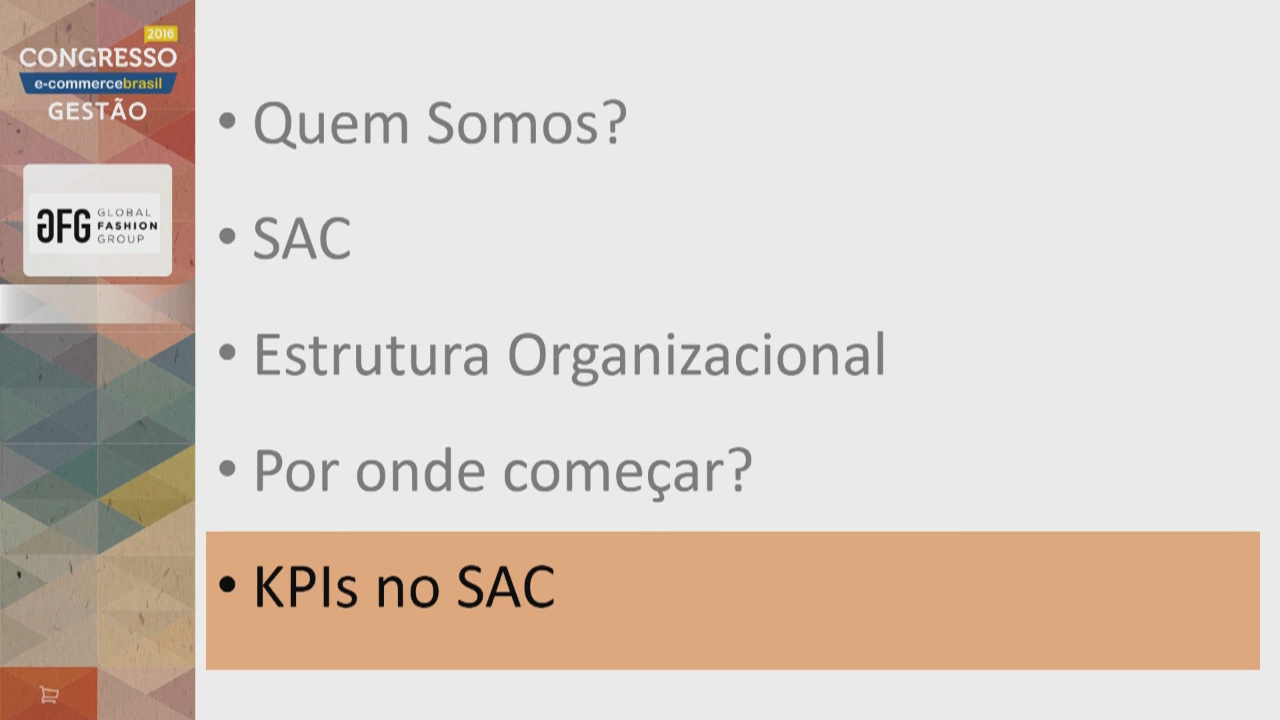 2016
CONGRESSO
e-commercebrasil
GESTÃO
GFG GLOBAL
FASHION
GROUP
• Quem Somos?
• SAC
• Estrutura Organizacional
• Por onde começar?
• KPIs no SAC